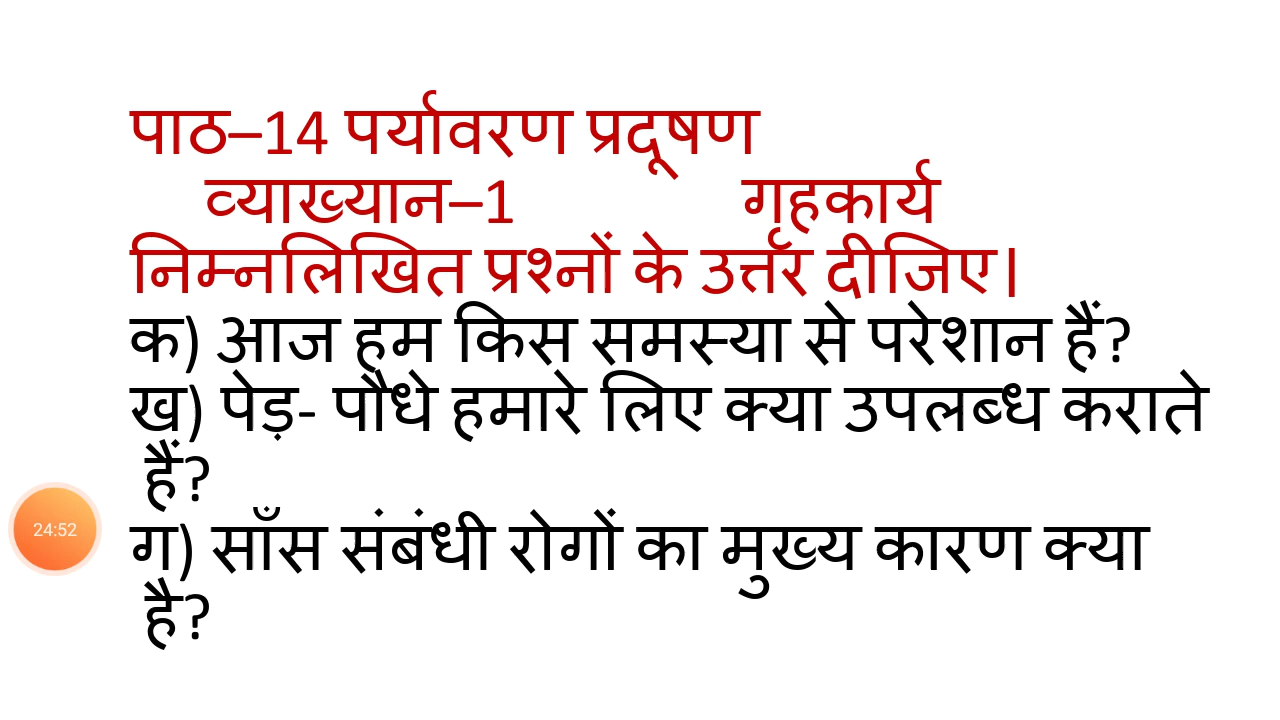 पाठ–14 पर्यावरण प्रदूषण
व्याख्यान–1 गृहकार्य
निम्नलिखित प्रश्नों के उत्तर दीजिए।
क) आज हम किस समस्या से परेशान हैं?
ख) पेड़- पौधे हमारे लिए क्या उपलब्ध कराते
हैं?
24:52
ग) साँस संबंधी रोगों का मुख्य कारण क्या
है?